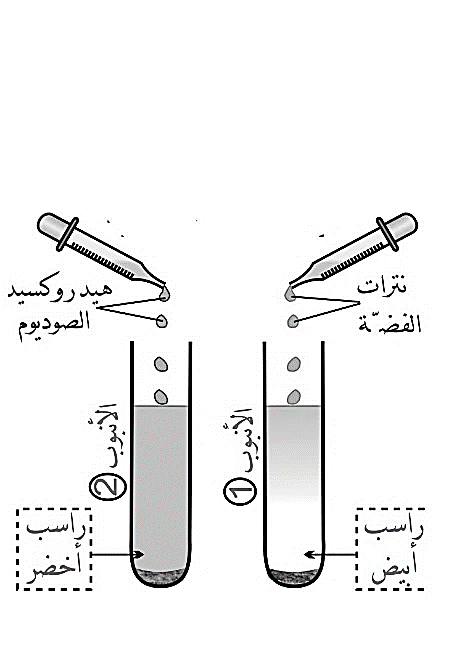 نترات
الفضّة
هيدروكسيد
الصوديوم
الأنبوب 1
الأنبوب 2
راسب
أبيض
راسب
أخضر